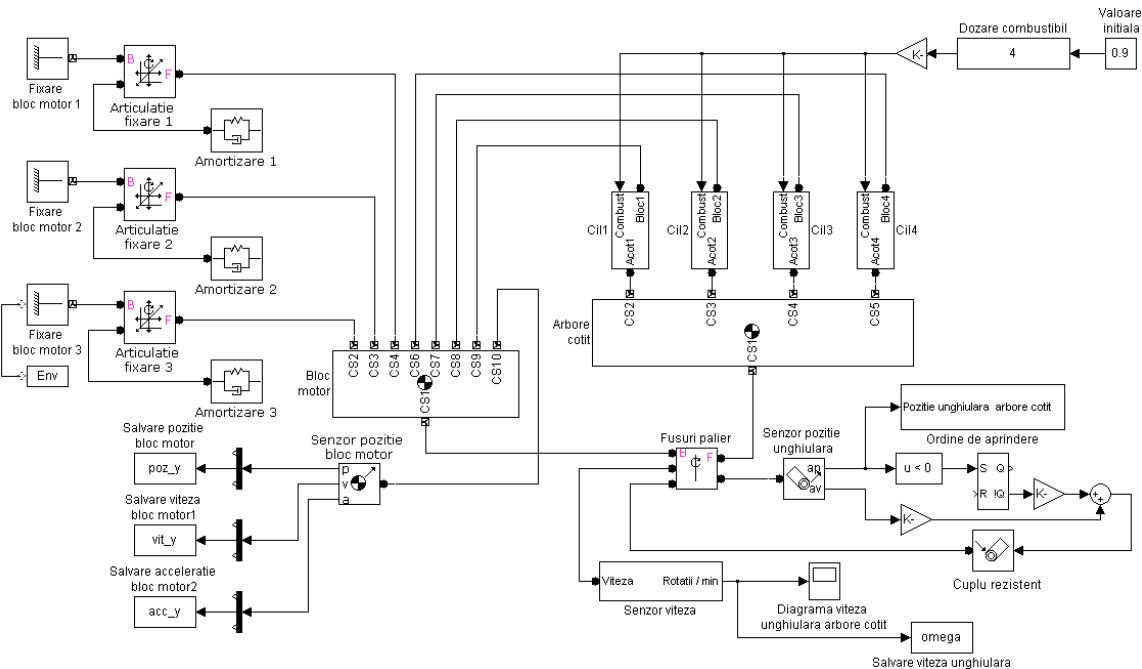 Valoare
initiala
Dozare combustibil
0.9
4
K-
Fixare
bloc motor 1
B
F
Articulatie
fixare 1
Amortizare 1
Fixare
bloc motor 2
B
F
Articulatie
fixare 2
Amortizare 2
Fixare
bloc motor 3
B
F
Articulatie
fixare 3
Amortizare 3
Env
Cil1
Combust
Bloc1
Acot1
Cil2
Combust
Bloc2
Acot2
Cil3
Combust
Bloc3
Acot3
Cil4
Combust
Bloc4
Acot4
Arbore
cotit
CS2
CS3
CS4
CS5
CS1
Bloc
motor
CS2
CS3
CS4
CS6
CS7
CS8
CS9
CS10
CS1
Salvare pozitie
bloc motor
poz_y
Salvare viteza
bloc motor1
vit_y
Salvare acceleratie
bloc motor2
acc_y
Senzor pozitie
bloc motor
p
v
a
Fusuri palier
B
F
Senzor pozitie
unghiulara
ap
av
Pozitie unghiulara arbore cotit
Ordine de aprindere
u < 0
S Q
R !Q
K-
K-
Cuplu rezistent
Viteza
Rotatii / min
Senzor viteza
Diagrama viteza
unghiulara arbore cotit
omega
Salvare viteza unghiulara